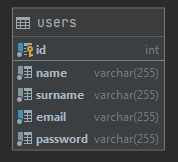 users
id int
name varchar(255)
surname varchar(255)
email varchar(255)
password varchar(255)